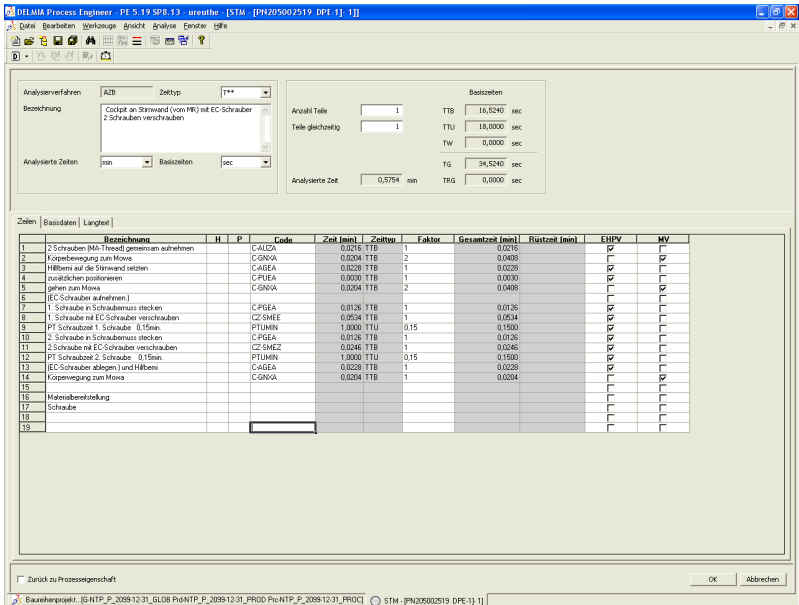 DELMIA Process Engineer - PE 5.19 SP8.13 - ureuthe - [STM - [PN205002519 DPE-1]- 1]]
Datei Bearbeiten Werkzeuge Ansicht Analyse Fenster Hilfe
Analysierverfahren AZB Zeittyp T**
Bezeichnung Cockpit an Stirnwand (vom MR) mit EC-Schrauber
2 Schrauben verschrauben
Analysierte Zeiten min Basiszeiten sec
Basiszeiten
Anzahl Teile 1 TTB 16,5240 sec
Teile gleichzeitig 1 TTU 18,0000 sec
TW 0,0000 sec
TG 34,5240 sec
Analysierte Zeit 0,5754 min TRG 0,0000 sec
Zeilen Basisdaten Langtext
Bezeichnung H P Code Zeit (min) Zeittyp Faktor Gesamtzeit (min) Rüstzeit (min) EHPV MV
1 2 Schrauben (MA-Thread) gemeinsam aufnehmen C-AUZA 0,0216 TTB 1 0,0216
2 Körperbewegung zum Mowa C-GNXA 0,0204 TTB 2 0,0408
3 Hilfbemi auf die Stirnwand setzten C-AGEA 0,0228 TTB 1 0,0228
4 zusätzlichen positionieren C-PUEA 0,0030 TTB 1 0,0030
5 gehen zum Mowa C-GNXA 0,0204 TTB 2 0,0408
6 (EC-Schrauber aufnehmen.)
7 1. Schraube in Schraubernuss stecken C-PGEA 0,0126 TTB 1 0,0126
8 1. Schraube mit EC-Schrauber verschrauben CZ-SMEE 0,0534 TTB 1 0,0534
9 PT Schraubzeit 1. Schraube 0,15min. PTUMIN 1,0000 TTU 0,15 0,1500
10 2. Schraube in Schraubernuss stecken C-PGEA 0,0126 TTB 1 0,0126
11 2.Schraube mit EC-Schrauber verschrauben CZ-SMEZ 0,0246 TTB 1 0,0246
12 PT Schraubzeit 2. Schraube 0,15min. PTUMIN 1,0000 TTU 0,15 0,1500
13 (EC-Schrauber ablegen.) und Hilfbemi C-AGEA 0,0228 TTB 1 0,0228
14 Körperwegung zum Mowa C-GNXA 0,0204 TTB 1 0,0204
15
16 Materialbereitstellung:
17 Schraube
18
19
Zurück zu Prozesseigenschaft OK Abbrechen
Baureihenprojekt...[G-NTP_P_2099-12-31_GLOB Prd-NTP_P_2099-12-31_PROD Prc-NTP_P_2099-12-31_PROC] STM - [PN205002519 DPE-1]- 1]